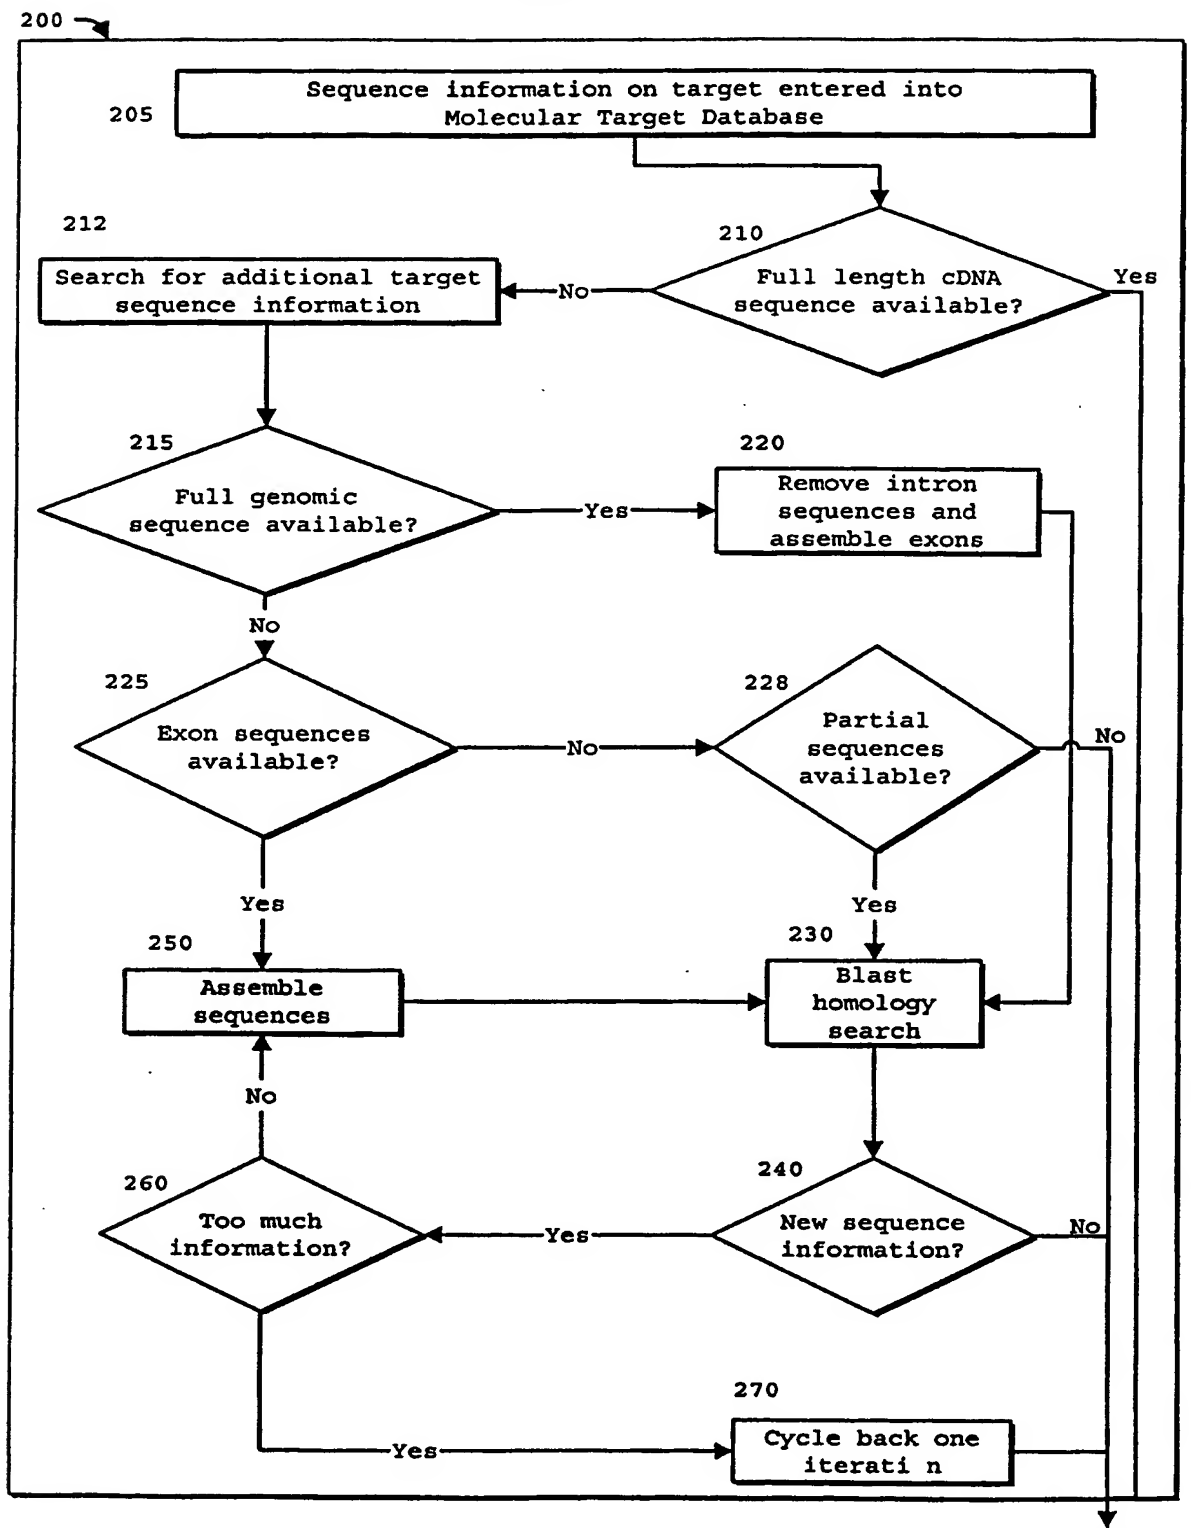 200
205
Sequence information on target entered into
Molecular Target Database
212
210
Search for additional target
sequence information
No
Full length cDNA
sequence available?
Yes
215
Full genomic
sequence available?
Yes
220
Remove intron
sequences and
assemble exons
No
225
Exon sequences
available?
No
228
Partial
sequences
available?
No
Yes
Yes
250
Assemble
sequences
230
Blast
homology
search
No
260
Too much
information?
Yes
240
New sequence
information?
No
270
Yes
Cycle back one
iterati n